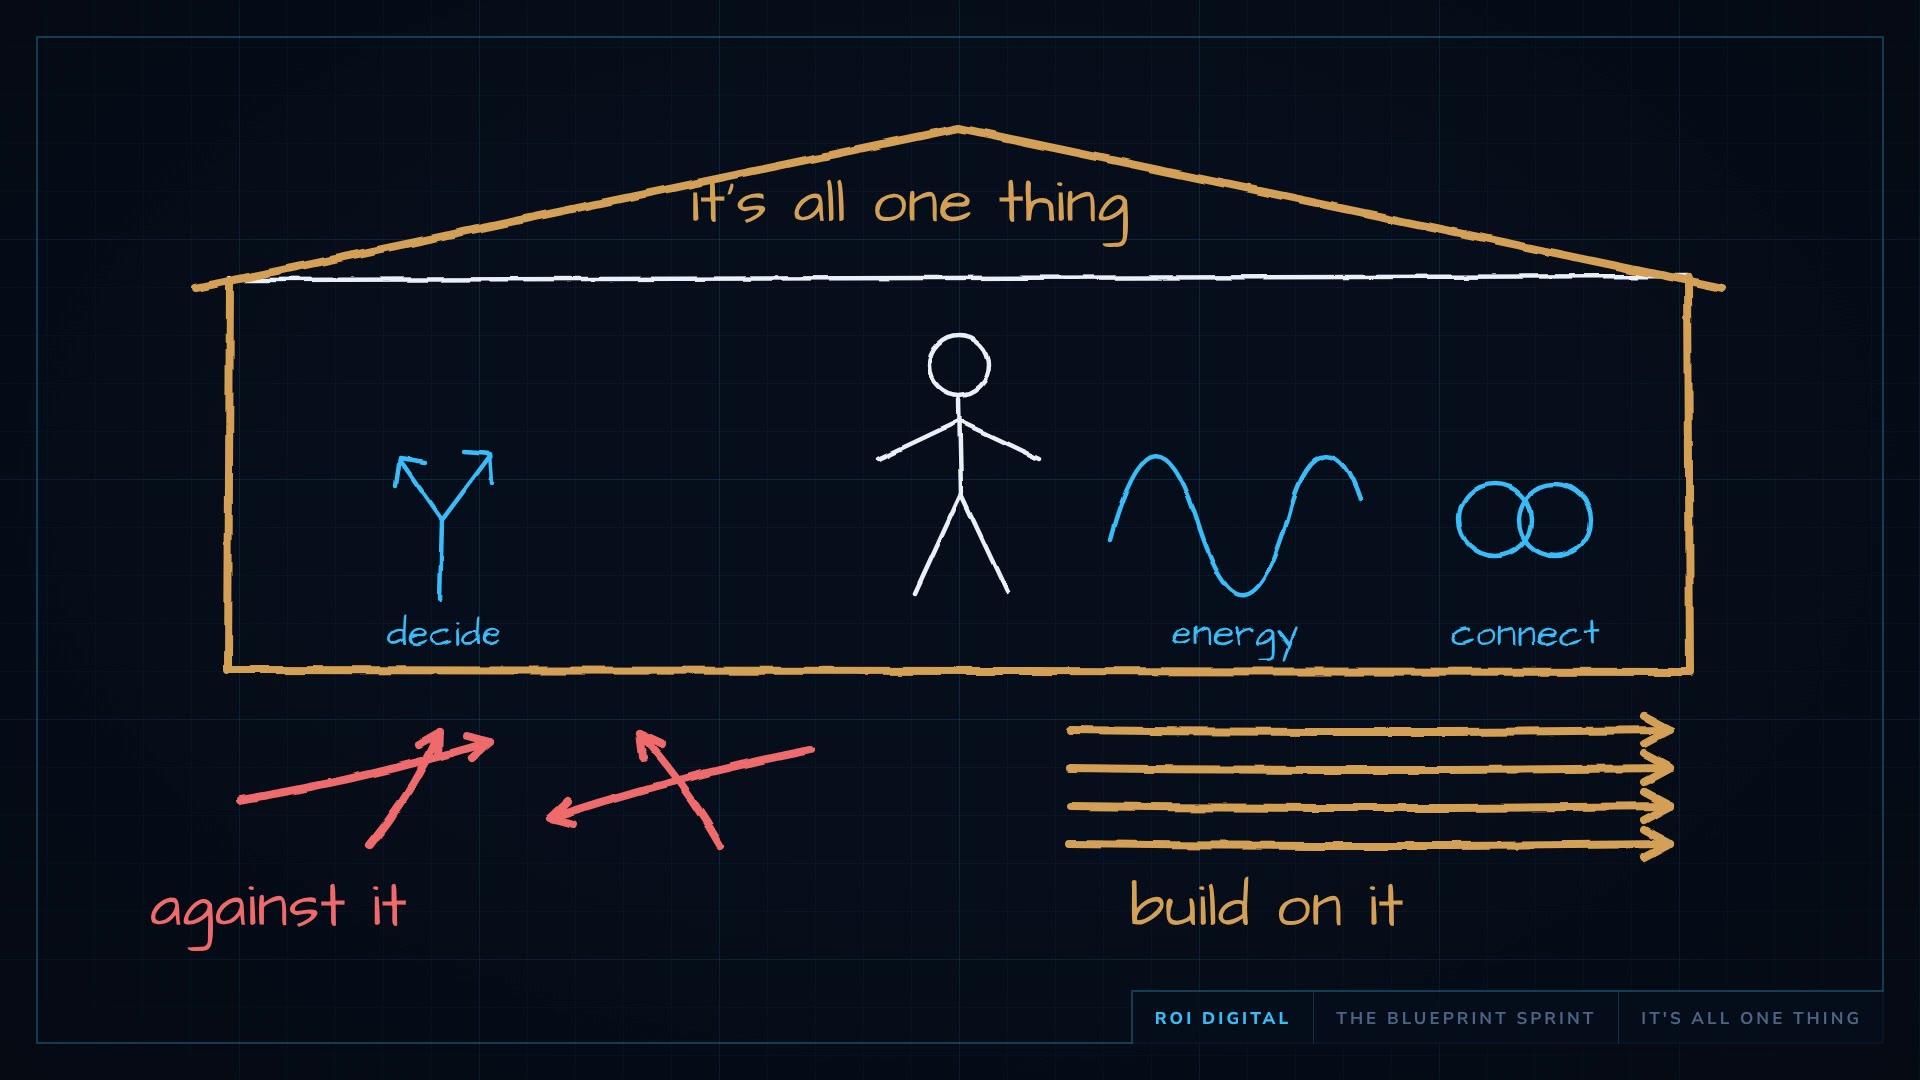 it's all one thing
decide
energy
connect
against it
build on it
ROI DIGITAL
THE BLUEPRINT SPRINT
IT'S ALL ONE THING